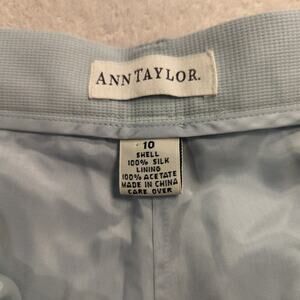 ANN TAYLOR.
10
SHELL
100% SILK
LINING
100% ACETATE
MADE IN CHINA
CARE OVER